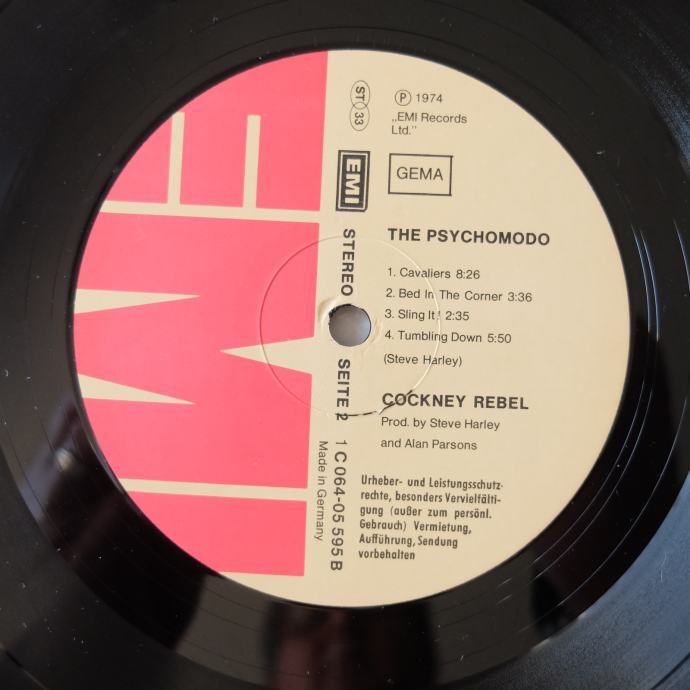 EMI
ST 33
Ⓟ 1974
„EMI Records
Ltd.”
EMI
GEMA
STEREO
THE PSYCHOMODO
1. Cavaliers 8:26
2. Bed In The Corner 3:36
3. Sling It! 2:35
4. Tumbling Down 5:50
(Steve Harley)
SEITE 2
COCKNEY REBEL
Prod. by Steve Harley
and Alan Parsons
1 C 064-05 595 B
Made in Germany
Urheber- und Leistungsschutz-
rechte, besonders Vervielfälti-
gung (außer zum persönl.
Gebrauch) Vermietung,
Aufführung, Sendung
vorbehalten